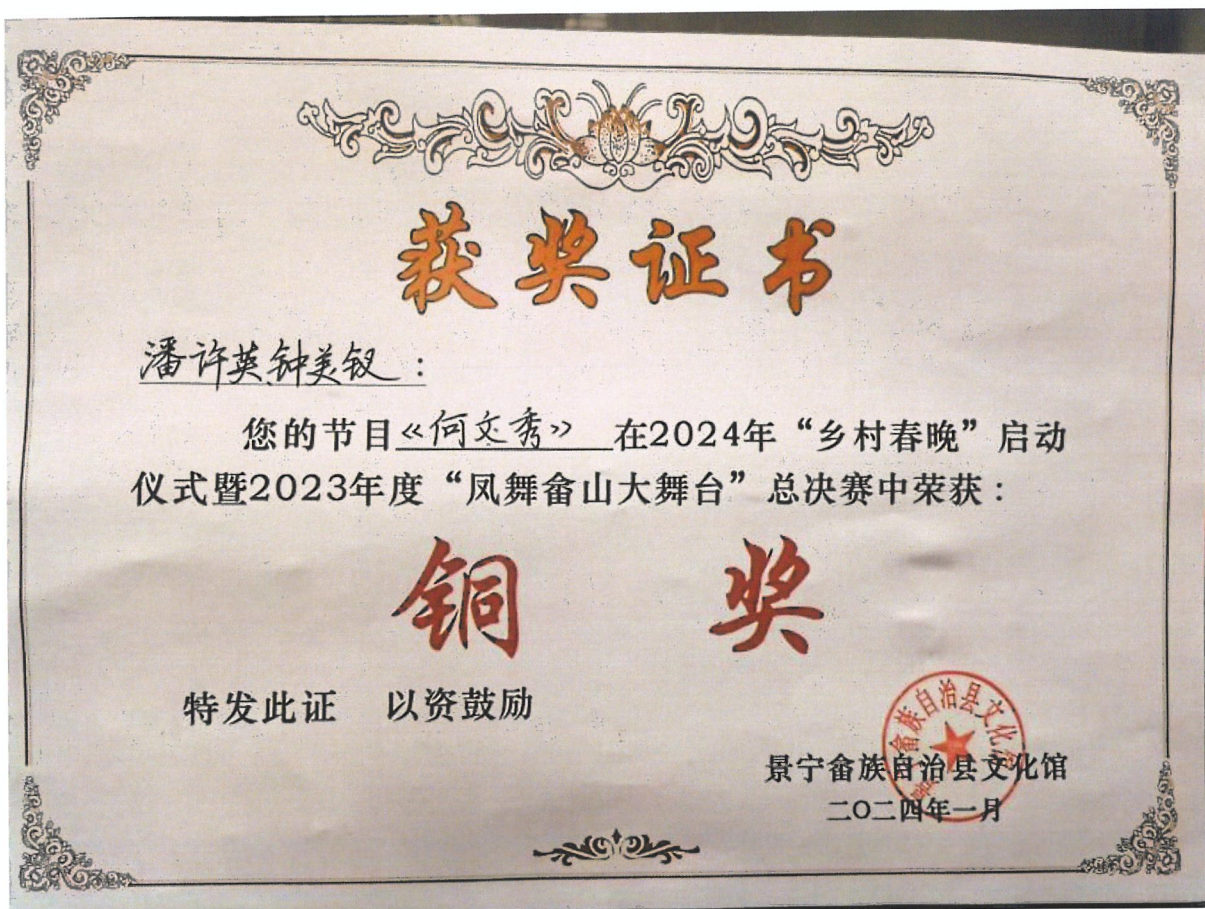 获奖证书
潘许英钟美钗：
您的节目《何文秀》在2024年“乡村春晚”启动
仪式暨2023年度“凤舞畲山大舞台”总决赛中荣获：
铜奖
特发此证 以资鼓励
景宁畲族自治县文化馆
二〇二四年一月